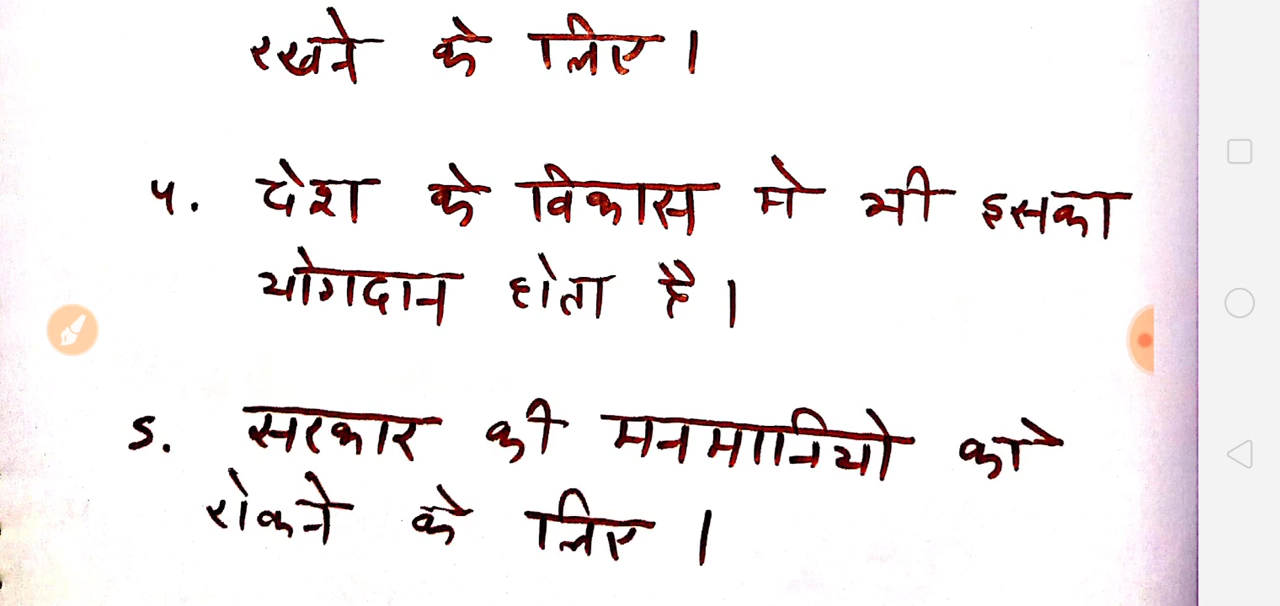 रखने के लिए।
4. देश के विकास मे भी इसका
योगदान होता है।
5. सरकार की मनमानियो को
रोकने के लिए।